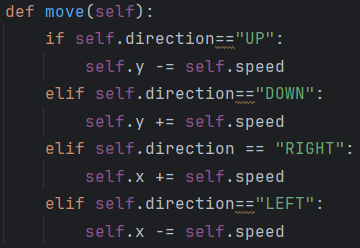 def move(self):
    if self.direction=="UP":
        self.y -= self.speed
    elif self.direction=="DOWN":
        self.y += self.speed
    elif self.direction == "RIGHT":
        self.x += self.speed
    elif self.direction=="LEFT":
        self.x -= self.speed